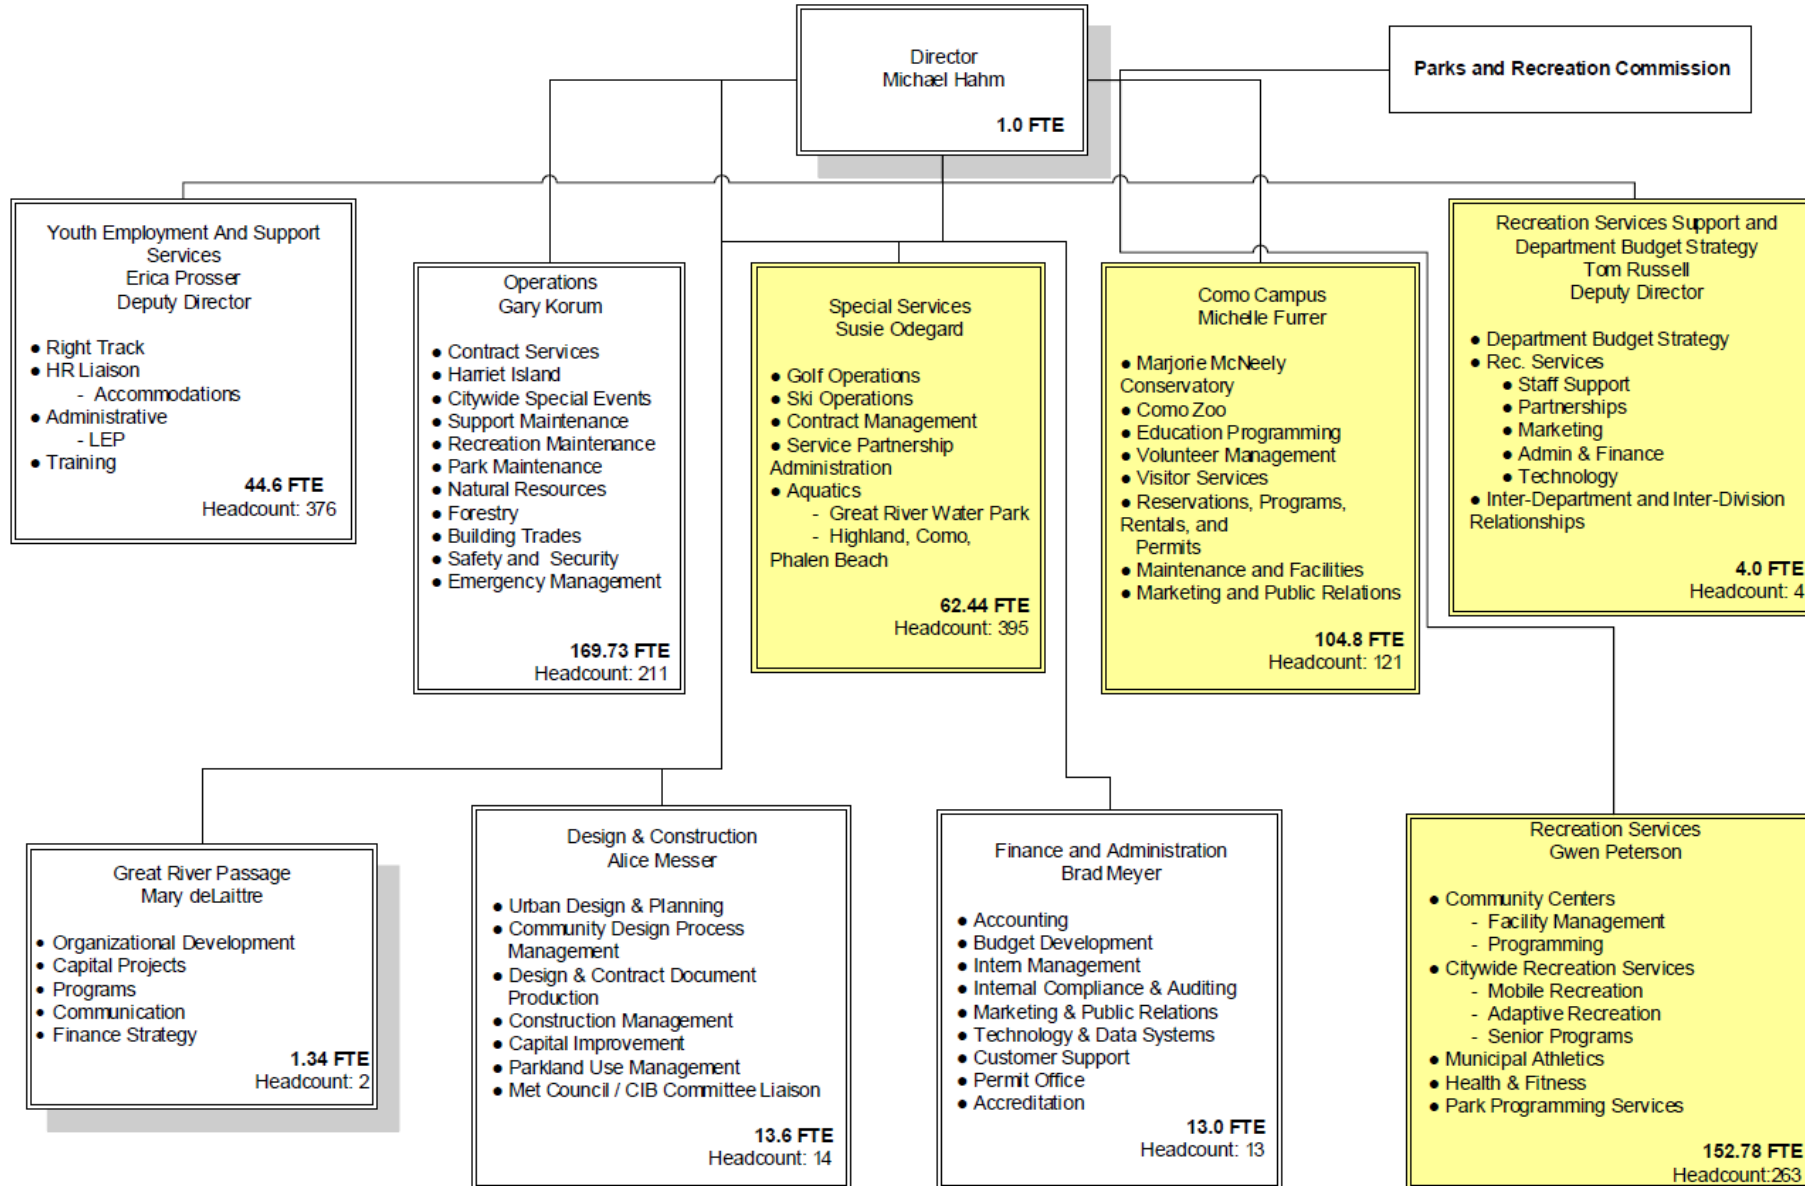 Director
Michael Hahm
1.0 FTE
Parks and Recreation Commission
Youth Employment And Support
Services
Erica Prosser
Deputy Director
● Right Track
● HR Liaison
- Accommodations
● Administrative
- LEP
● Training
44.6 FTE
Headcount: 376
Operations
Gary Korum
● Contract Services
● Harriet Island
● Citywide Special Events
● Support Maintenance
● Recreation Maintenance
● Park Maintenance
● Natural Resources
● Forestry
● Building Trades
● Safety and Security
● Emergency Management
169.73 FTE
Headcount: 211
Special Services
Susie Odegard
● Golf Operations
● Ski Operations
● Contract Management
● Service Partnership
Administration
● Aquatics
- Great River Water Park
- Highland, Como,
Phalen Beach
62.44 FTE
Headcount: 395
Como Campus
Michelle Furrer
● Marjorie McNeely
Conservatory
● Como Zoo
● Education Programming
● Volunteer Management
● Visitor Services
● Reservations, Programs,
Rentals, and
Permits
● Maintenance and Facilities
● Marketing and Public Relations
104.8 FTE
Headcount: 121
Recreation Services Support and
Department Budget Strategy
Tom Russell
Deputy Director
● Department Budget Strategy
● Rec. Services
● Staff Support
● Partnerships
● Marketing
● Admin & Finance
● Technology
● Inter-Department and Inter-Division
Relationships
4.0 FTE
Headcount: 4
Great River Passage
Mary deLaittre
• Organizational Development
• Capital Projects
• Programs
• Communication
• Finance Strategy
1.34 FTE
Headcount: 2
Design & Construction
Alice Messer
● Urban Design & Planning
● Community Design Process
Management
● Design & Contract Document
Production
● Construction Management
● Capital Improvement
● Parkland Use Management
● Met Council / CIB Committee Liaison
13.6 FTE
Headcount: 14
Finance and Administration
Brad Meyer
● Accounting
● Budget Development
● Intern Management
● Internal Compliance & Auditing
● Marketing & Public Relations
● Technology & Data Systems
● Customer Support
● Permit Office
● Accreditation
13.0 FTE
Headcount: 13
Recreation Services
Gwen Peterson
● Community Centers
- Facility Management
- Programming
● Citywide Recreation Services
- Mobile Recreation
- Adaptive Recreation
- Senior Programs
● Municipal Athletics
● Health & Fitness
● Park Programming Services
152.78 FTE
Headcount:263